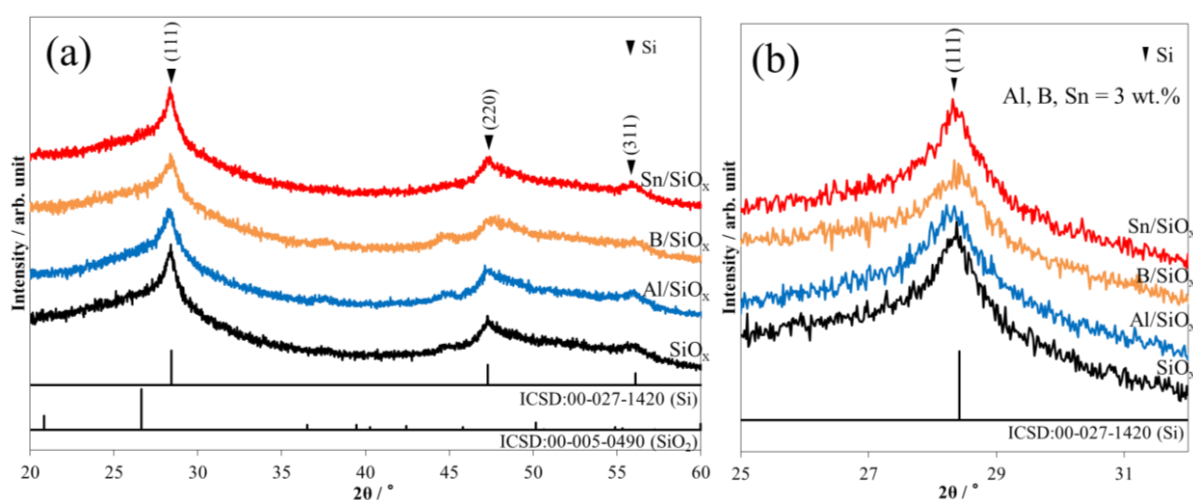 (a)
(111)
▼ Si
(220)
(311)
Sn/SiOₓ
B/SiOₓ
Al/SiOₓ
SiOₓ
ICSD:00-027-1420 (Si)
ICSD:00-005-0490 (SiO₂)
20 25 30 35 40 45 50 55 60
2θ / °
Intensity / arb. unit
(b)
(111)
▼ Si
Al, B, Sn = 3 wt.%
Sn/SiOₓ
B/SiOₓ
Al/SiOₓ
SiOₓ
ICSD:00-027-1420 (Si)
25 27 29 31
2θ / °
Intensity / arb. unit